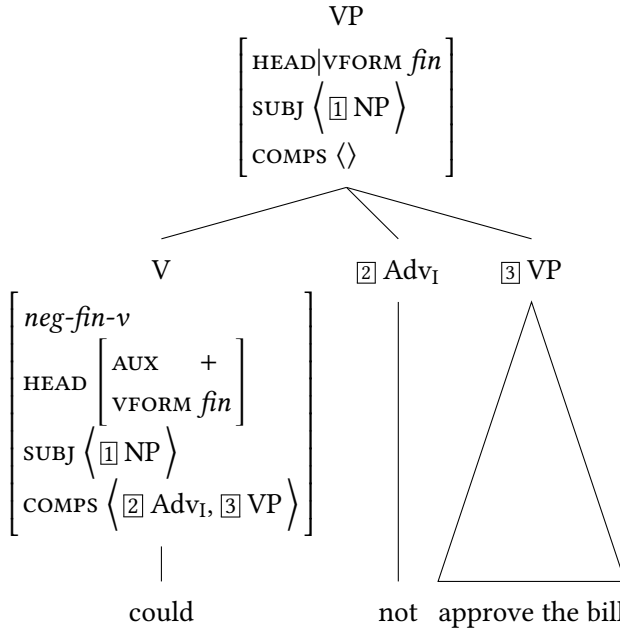 VP
HEAD|VFORM fin
SUBJ ⟨ 1 NP ⟩
COMPS ⟨⟩
V 2 Adv_I 3 VP
neg-fin-v
HEAD AUX +
VFORM fin
SUBJ ⟨ 1 NP ⟩
COMPS ⟨ 2 Adv_I, 3 VP ⟩
could not approve the bill